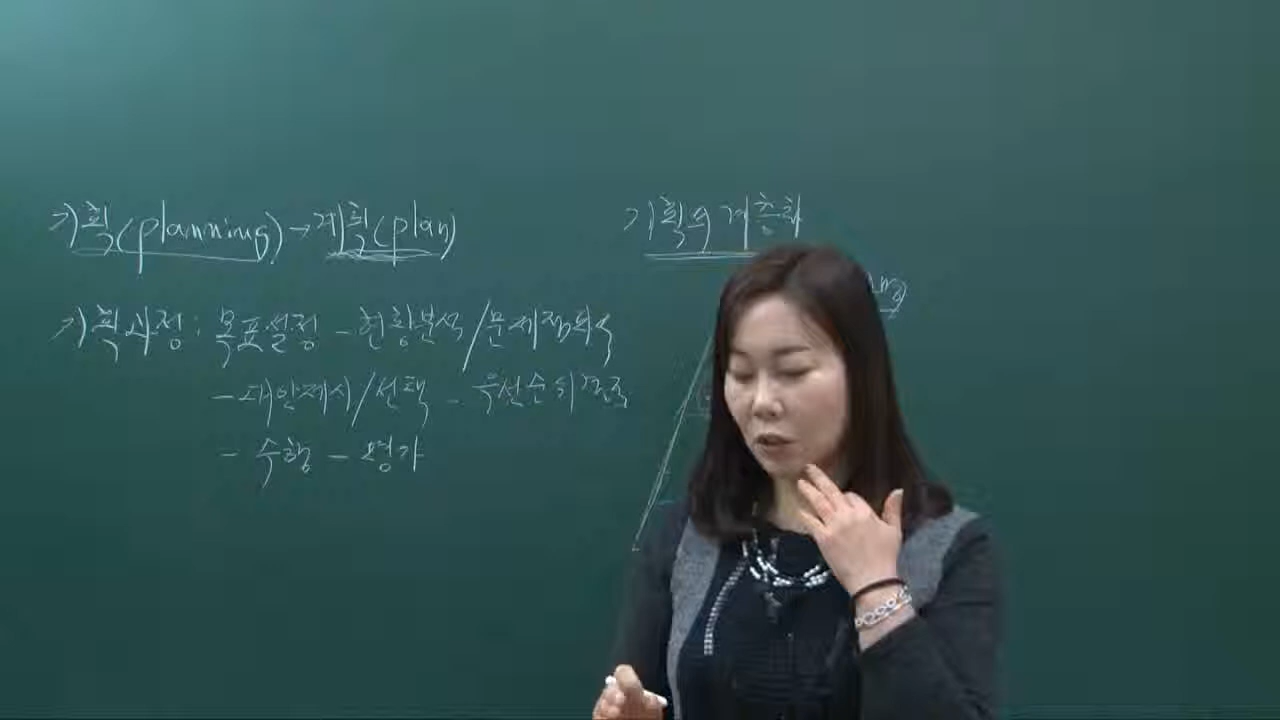 기획(planning) → 계획(plan)
기획과정 : 목표설정 - 현황분석/문제파악
- 대안제시/선택 - 우선순위결정
- 수행 - 평가
기획의 계층화